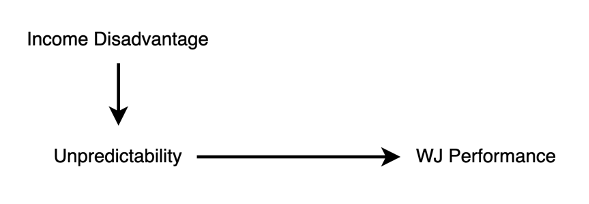 Income Disadvantage
Unpredictability
WJ Performance